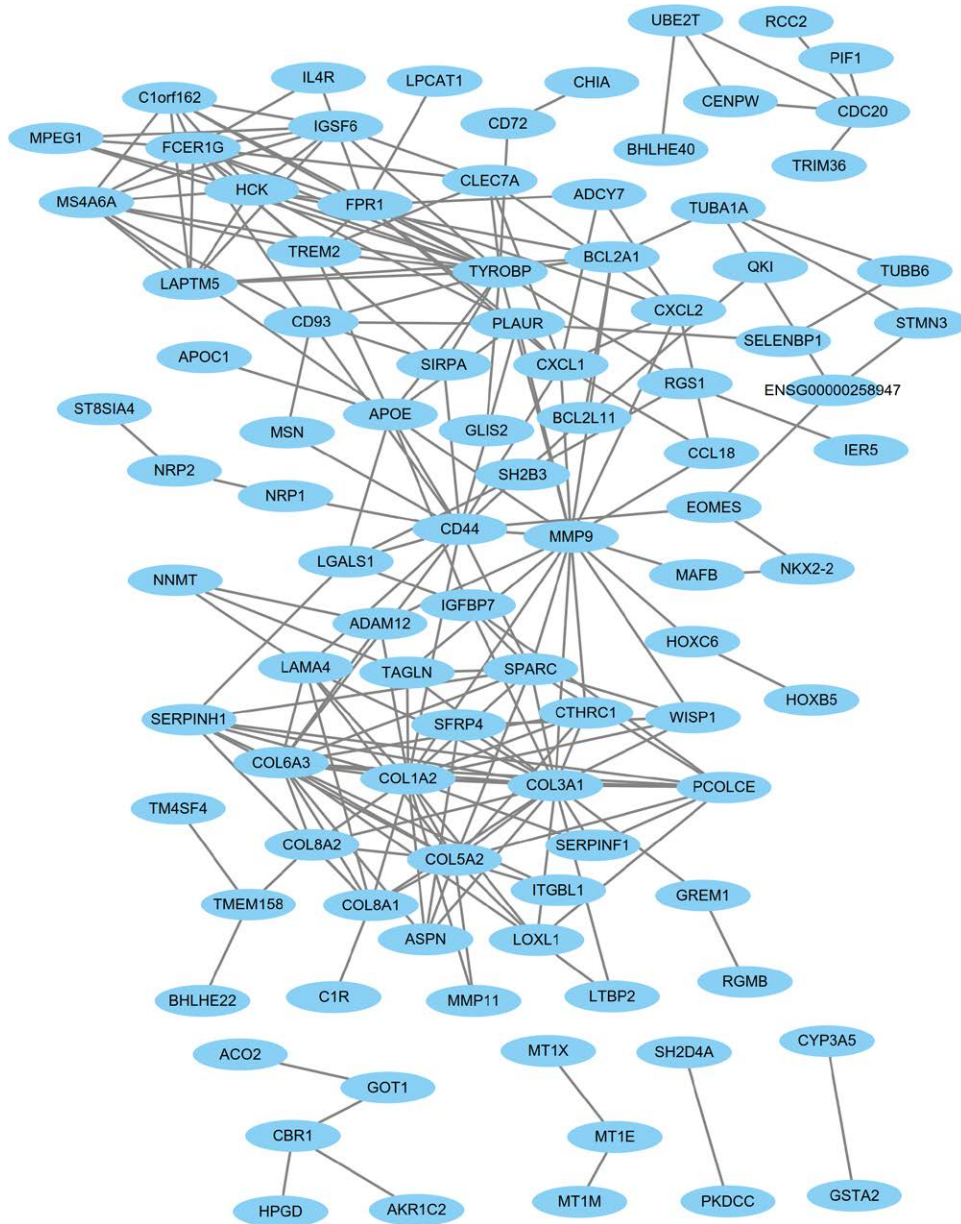 UBE2T
RCC2
PIF1
IL4R
LPCAT1
CHIA
C1orf162
CENPW
CDC20
CD72
IGSF6
MPEG1
FCER1G
BHLHE40
TRIM36
CLEC7A
HCK
ADCY7
MS4A6A
FPR1
TUBA1A
TREM2
BCL2A1
QKI
TYROBP
TUBB6
LAPTM5
CXCL2
CD93
PLAUR
STMN3
SELENBP1
APOC1
SIRPA
CXCL1
RGS1
ENSG00000258947
ST8SIA4
APOE
BCL2L11
MSN
GLIS2
CCL18
IER5
NRP2
SH2B3
NRP1
EOMES
CD44
MMP9
LGALS1
MAFB
NKX2-2
NNMT
IGFBP7
ADAM12
HOXC6
LAMA4
TAGLN
SPARC
HOXB5
SERPINH1
SFRP4
CTHRC1
WISP1
COL6A3
COL1A2
COL3A1
PCOLCE
TM4SF4
COL8A2
SERPINF1
COL5A2
ITGBL1
GREM1
TMEM158
COL8A1
ASPN
LOXL1
RGMB
BHLHE22
C1R
MMP11
LTBP2
ACO2
MT1X
SH2D4A
CYP3A5
GOT1
CBR1
MT1E
HPGD
AKR1C2
MT1M
PKDCC
GSTA2